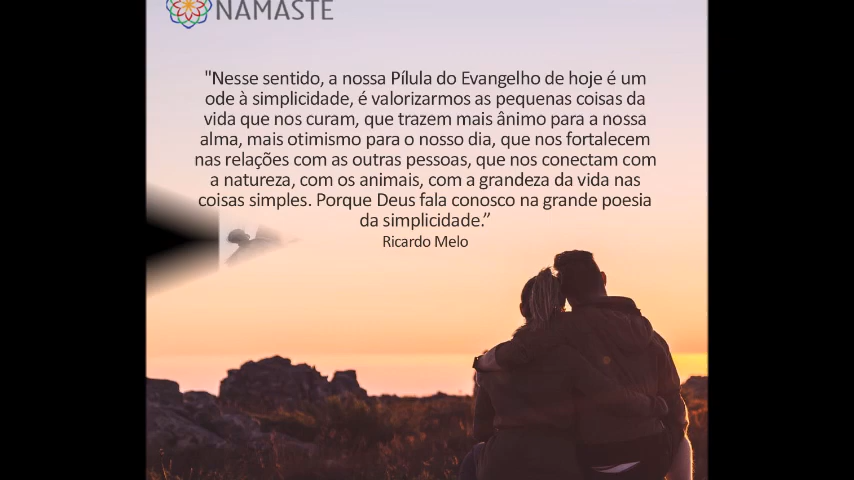 NAMASTE
"Nesse sentido, a nossa Pílula do Evangelho de hoje é um
ode à simplicidade, é valorizarmos as pequenas coisas da
vida que nos curam, que trazem mais ânimo para a nossa
alma, mais otimismo para o nosso dia, que nos fortalecem
nas relações com as outras pessoas, que nos conectam com
a natureza, com os animais, com a grandeza da vida nas
coisas simples. Porque Deus fala conosco na grande poesia
da simplicidade.”
Ricardo Melo